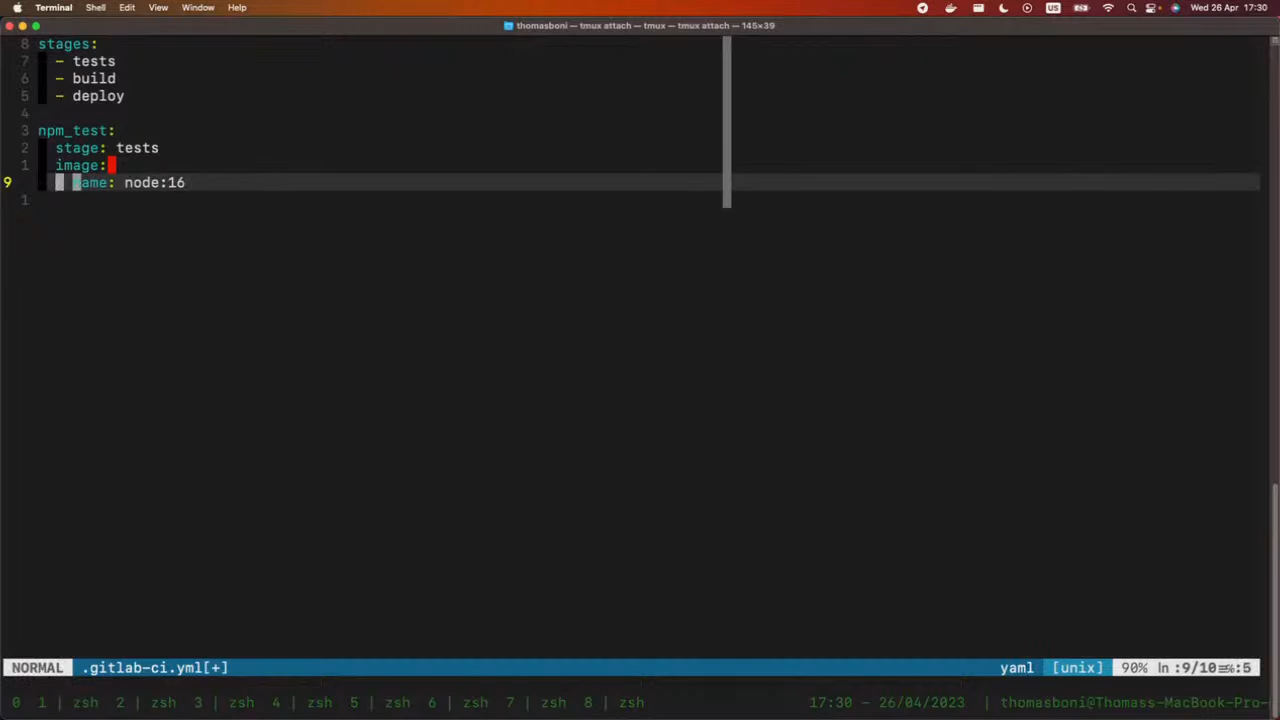 Terminal Shell Edit View Window Help US Wed 26 Apr 17:30
thomasboni — tmux attach — tmux — tmux attach — 145×39
8 stages:
7 - tests
6 - build
5 - deploy
4
3 npm_test:
2 stage: tests
1 image:
9 name: node:16
1
NORMAL .gitlab-ci.yml[+] yaml [unix] 90% ln :9/10≡%:5
0 1 | zsh 2 | zsh 3 | zsh 4 | zsh 5 | zsh 6 | zsh 7 | zsh 8 | zsh 17:30 - 26/04/2023 | thomasboni@Thomass-MacBook-Pro-